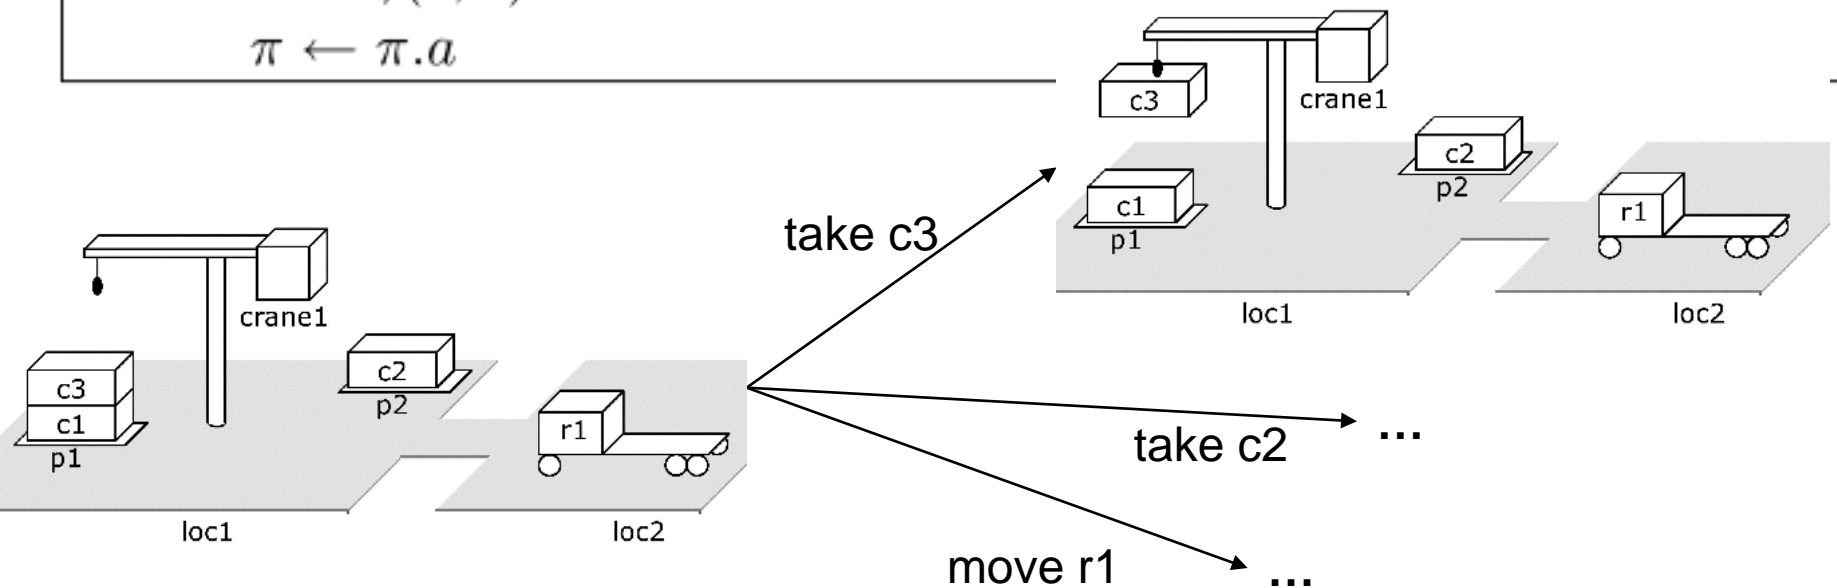 π ← π.a
c3
crane1
c2
p2
c1
p1
r1
loc1
loc2
take c3
crane1
c3
c1
p1
c2
p2
r1
loc1
loc2
take c2
...
move r1
...